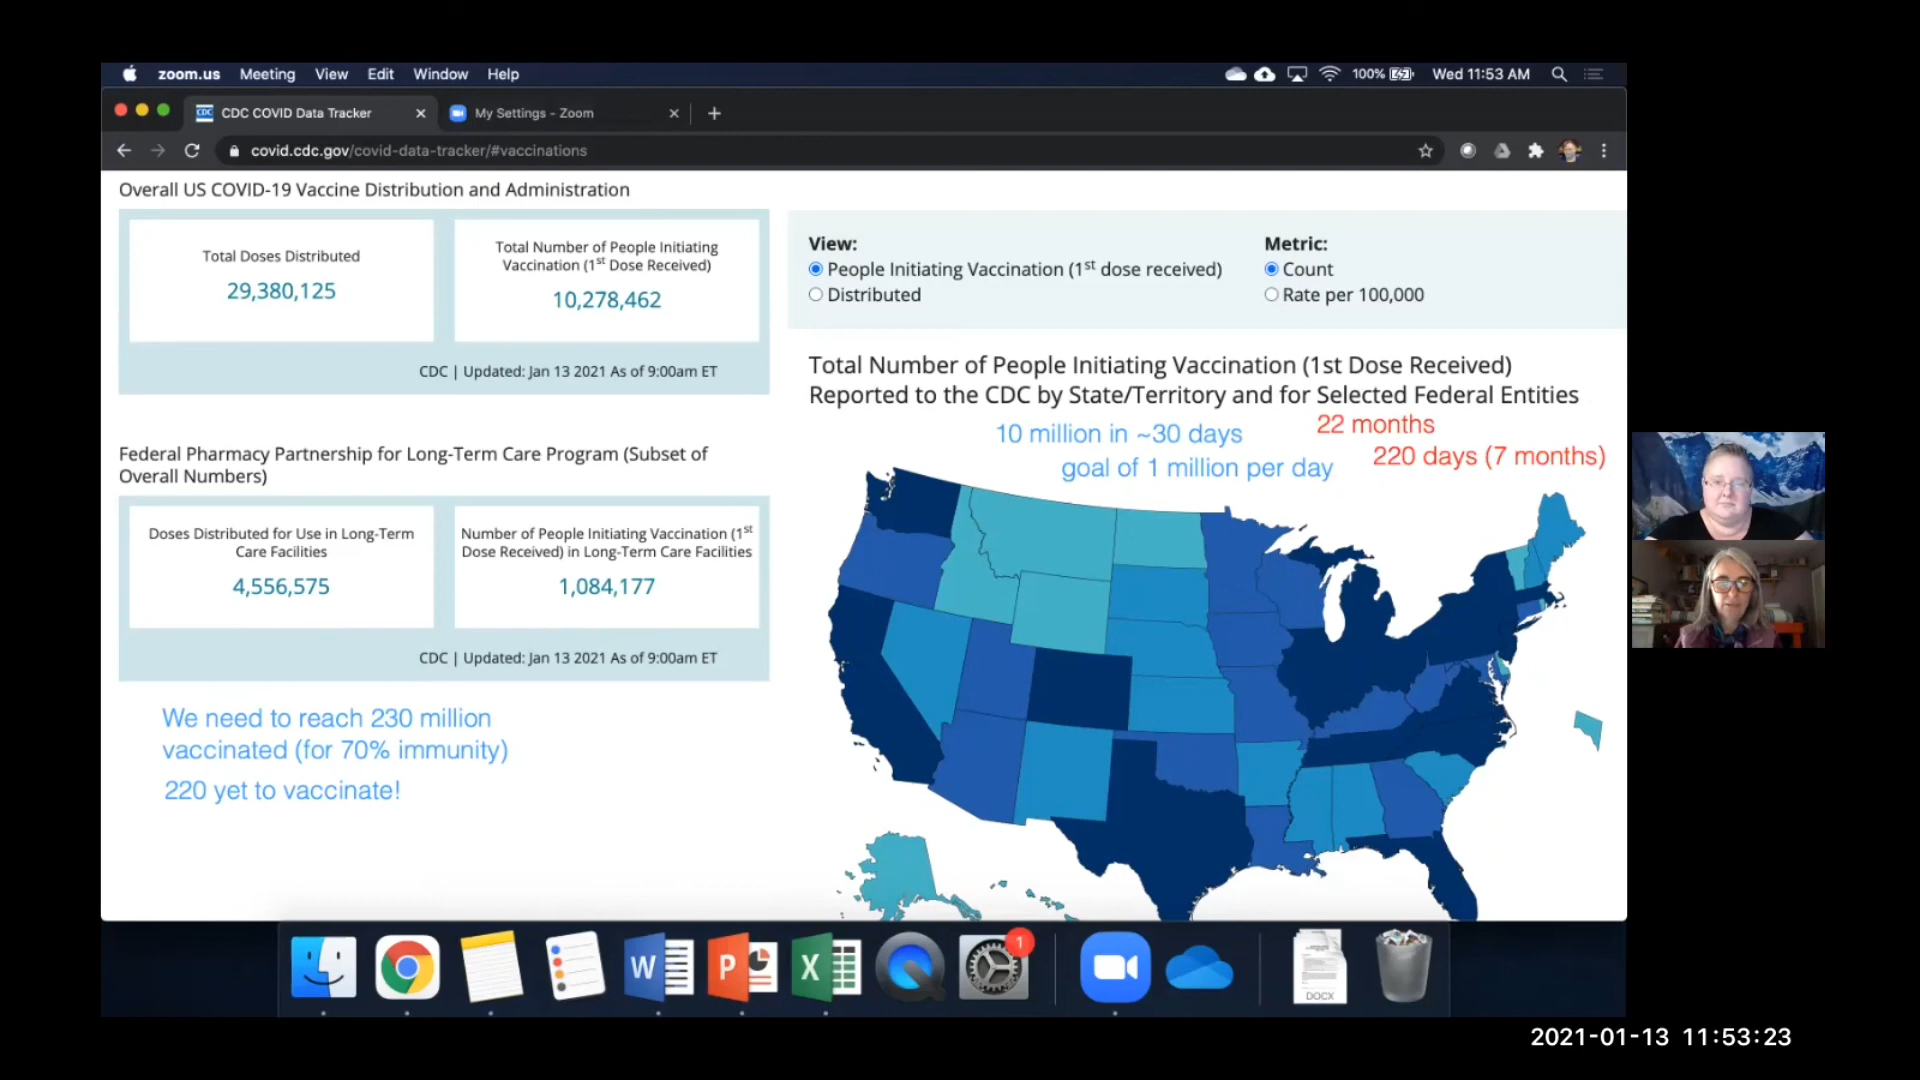 zoom.us Meeting View Edit Window Help 100% Wed 11:53 AM
CDC CDC COVID Data Tracker My Settings - Zoom
covid.cdc.gov/covid-data-tracker/#vaccinations
Overall US COVID-19 Vaccine Distribution and Administration
Total Doses Distributed
29,380,125
Total Number of People Initiating
Vaccination (1st Dose Received)
10,278,462
CDC | Updated: Jan 13 2021 As of 9:00am ET
Federal Pharmacy Partnership for Long-Term Care Program (Subset of
Overall Numbers)
Doses Distributed for Use in Long-Term
Care Facilities
4,556,575
Number of People Initiating Vaccination (1st
Dose Received) in Long-Term Care Facilities
1,084,177
CDC | Updated: Jan 13 2021 As of 9:00am ET
We need to reach 230 million
vaccinated (for 70% immunity)
220 yet to vaccinate!
View:
People Initiating Vaccination (1st dose received)
Distributed
Metric:
Count
Rate per 100,000
Total Number of People Initiating Vaccination (1st Dose Received)
Reported to the CDC by State/Territory and for Selected Federal Entities
10 million in ~30 days
22 months
goal of 1 million per day
220 days (7 months)
W
P
X
1
DOCX
2021-01-13 11:53:23